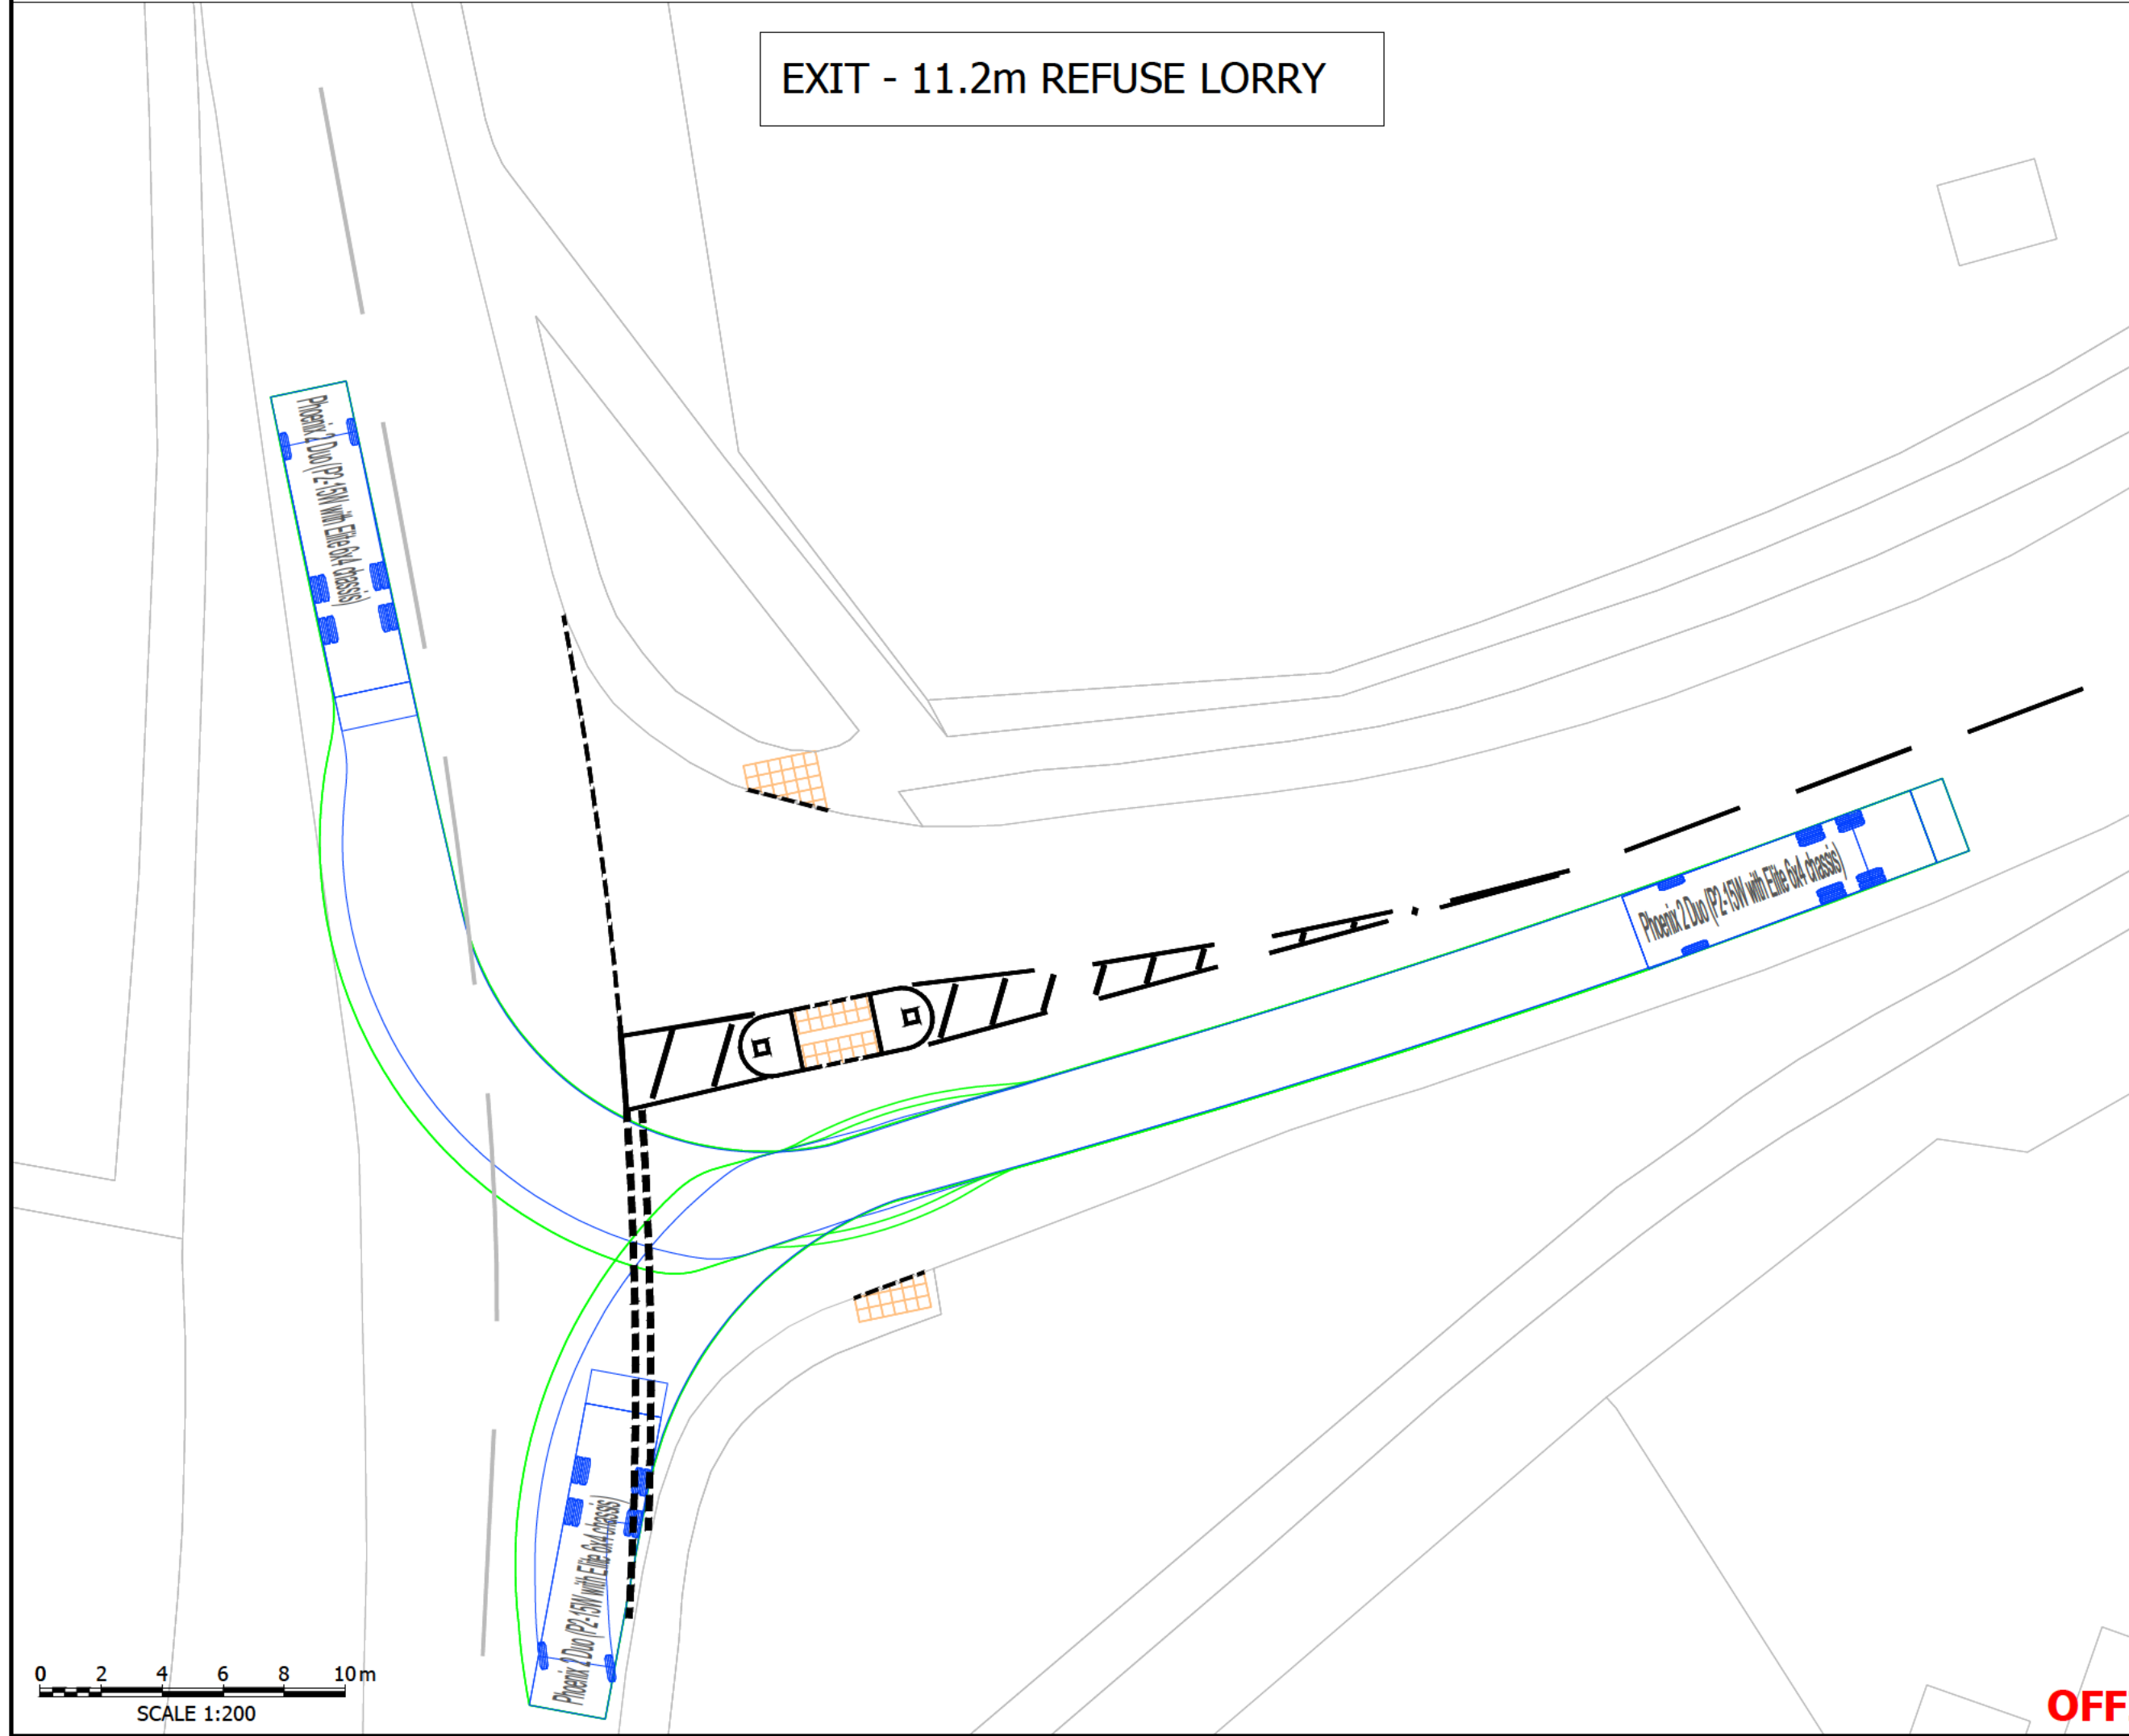 EXIT - 11.2m REFUSE LORRY
Phoenix 2 Duo (P2-15W with Elite 6x4 chassis)
Phoenix 2 Duo (P2-15W with Elite 6x4 chassis)
Phoenix 2 Duo (P2-15W with Elite 6x4 chassis)
0 2 4 6 8 10m
SCALE 1:200
OFF